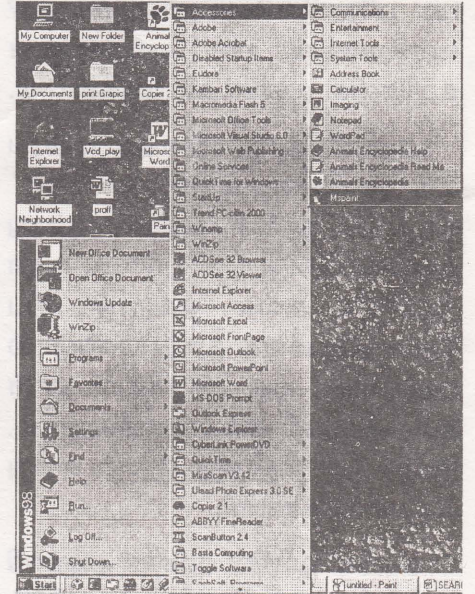 My Computer
New Folder
Animal
Encyclop
My Documents
print Grapic
Copier
Internet
Explorer
Vcd_play
Microso
Word
Network
Neighborhood
proff
Pain
New Office Document
Open Office Document
Windows Update
WinZip
Programs
Favorites
Documents
Settings
Find
Help
Run...
Log Off...
Shut Down...
Windows98
Start
Accessories
Adobe
Adobe Acrobat
Disabled Startup Items
Eudora
Kambari Software
Macromedia Flash 5
Microsoft Office Tools
Microsoft Visual Studio 6.0
Microsoft Web Publishing
Online Services
QuickTime for Windows
StartUp
Trend PC-cillin 2000
Winamp
WinZip
ACDSee 32 Browser
ACDSee 32 Viewer
Internet Explorer
Microsoft Access
Microsoft Excel
Microsoft FrontPage
Microsoft Outlook
Microsoft PowerPoint
Microsoft Word
MS-DOS Prompt
Outlook Express
Windows Explorer
CyberLink PowerDVD
QuickTime
MiraScan V3.42
Ulead Photo Express 3.0 SE
Copier 2.1
ABBYY FineReader
ScanButton 2.4
Basta Computing
Toggle Software
Communications
Entertainment
Internet Tools
System Tools
Address Book
Calculator
Imaging
Notepad
WordPad
Animals Encyclopedia Help
Animals Encyclopedia Read Me
Animals Encyclopedia
Mspaint
untitled - Paint
SEAR